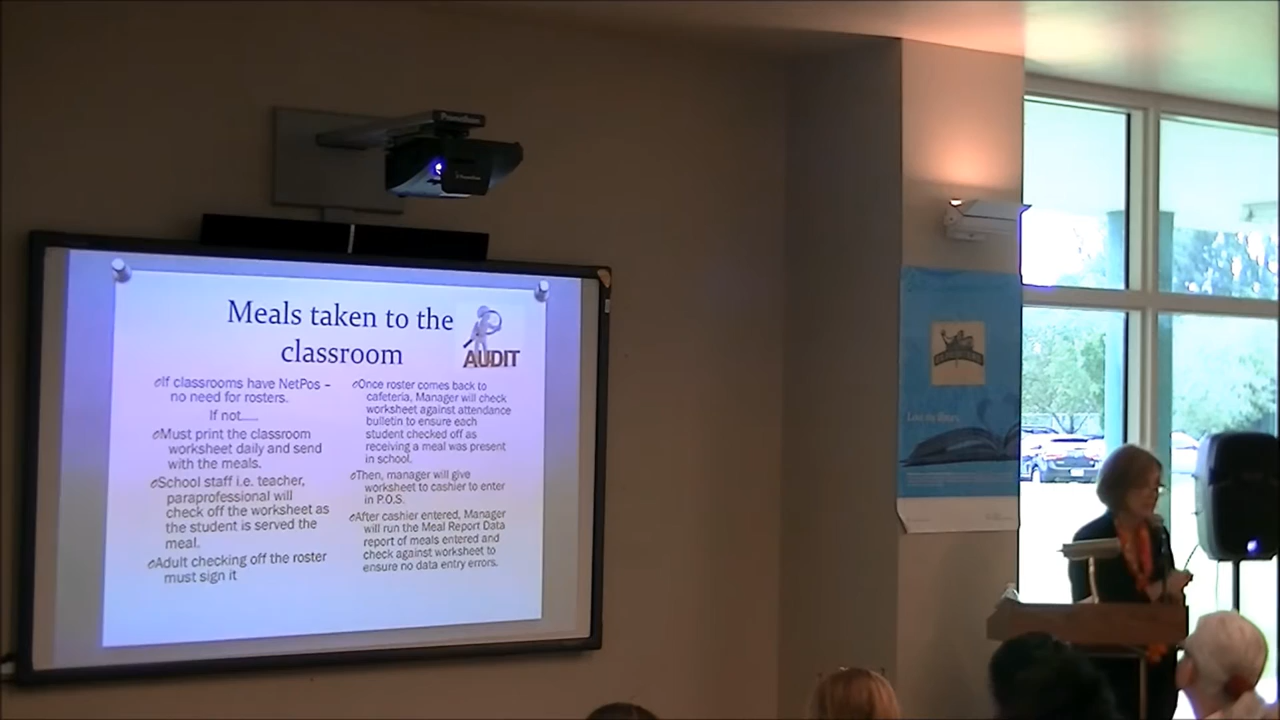 Promethean
Meals taken to the
classroom
AUDIT
If classrooms have NetPos –
no need for rosters.
If not.....
Must print the classroom
worksheet daily and send
with the meals.
School staff i.e. teacher,
paraprofessional will
check off the worksheet as
the student is served the
meal.
Adult checking off the roster
must sign it
Once roster comes back to
cafeteria, Manager will check
worksheet against attendance
bulletin to ensure each
student checked off as
receiving a meal was present
in school.
Then, manager will give
worksheet to cashier to enter
in P.O.S.
After cashier entered, Manager
will run the Meal Report Data
report of meals entered and
check against worksheet to
ensure no data entry errors.